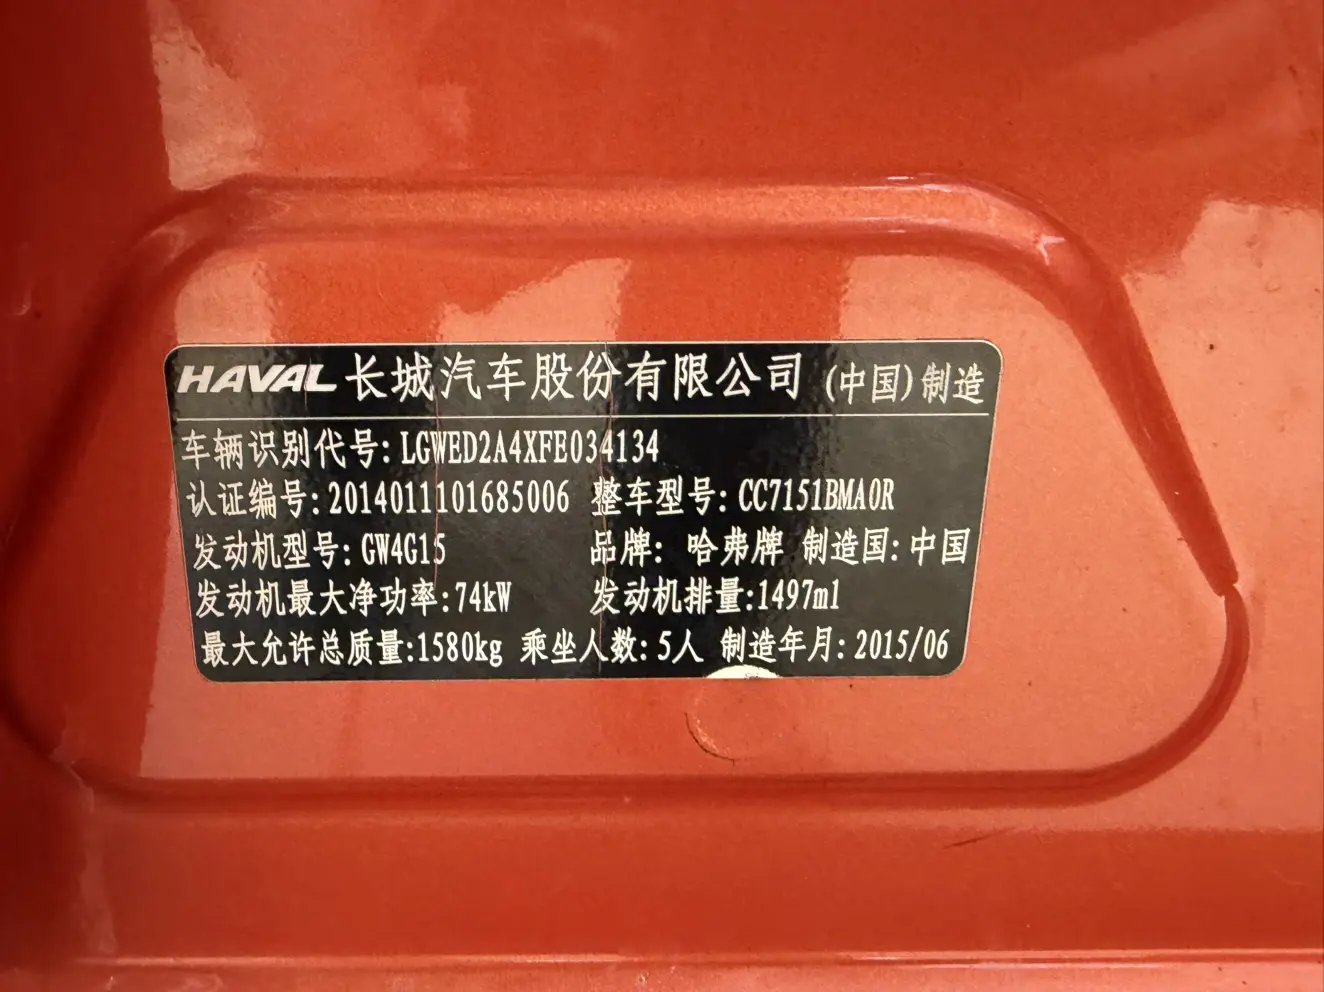 HAVAL 长城汽车股份有限公司 (中国)制造
车辆识别代号: LGWED2A4XFE034134
认证编号: 2014011101685006 整车型号: CC7151BMA0R
发动机型号: GW4G15 品牌: 哈弗牌 制造国: 中国
发动机最大净功率:74kW 发动机排量:1497ml
最大允许总质量:1580kg 乘坐人数: 5人 制造年月: 2015/06